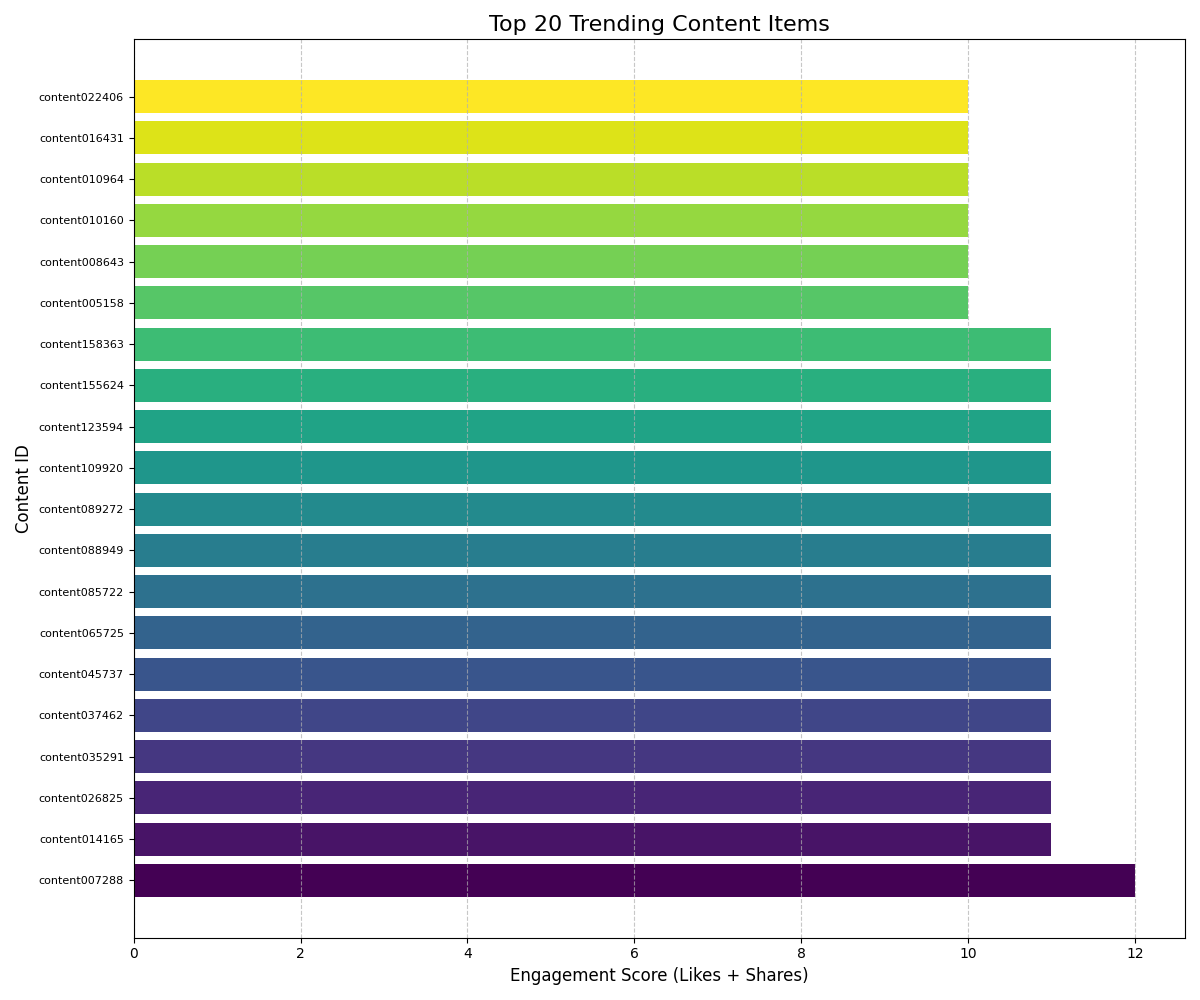 Top 20 Trending Content Items
Content ID
content022406
content016431
content010964
content010160
content008643
content005158
content158363
content155624
content123594
content109920
content089272
content088949
content085722
content065725
content045737
content037462
content035291
content026825
content014165
content007288
0 2 4 6 8 10 12
Engagement Score (Likes + Shares)